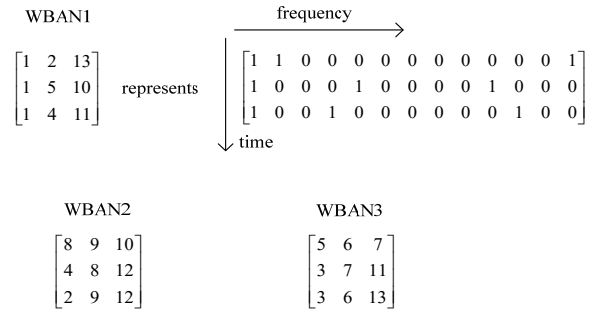 WBAN1
frequency
1 2 13
1 5 10
1 4 11
represents
1 1 0 0 0 0 0 0 0 0 0 0 1
1 0 0 0 1 0 0 0 0 1 0 0 0
1 0 0 1 0 0 0 0 0 0 1 0 0
time
WBAN2
8 9 10
4 8 12
2 9 12
WBAN3
5 6 7
3 7 11
3 6 13